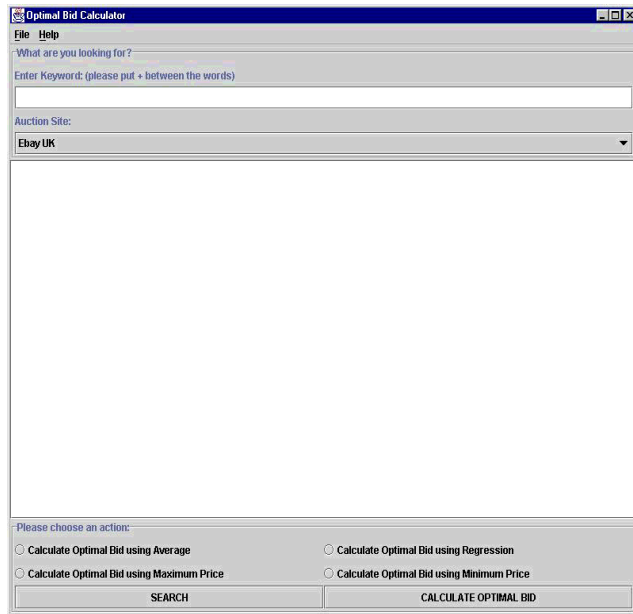 Optimal Bid Calculator
File Help
What are you looking for?
Enter Keyword: (please put + between the words)
Auction Site:
Ebay UK
Please choose an action:
Calculate Optimal Bid using Average Calculate Optimal Bid using Regression
Calculate Optimal Bid using Maximum Price Calculate Optimal Bid using Minimum Price
SEARCH CALCULATE OPTIMAL BID